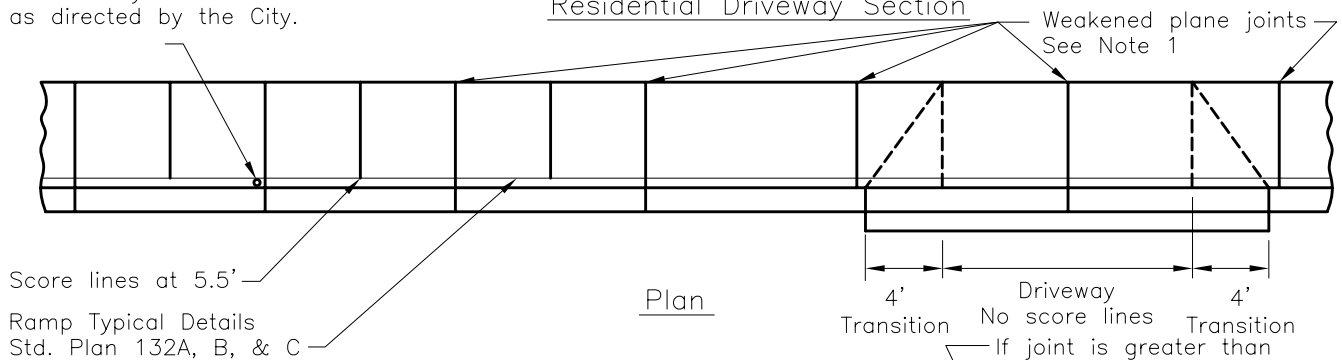 as directed by the City.
Residential Driveway Section
Weakened plane joints
See Note 1
Score lines at 5.5'
Ramp Typical Details
Std. Plan 132A, B, & C
Plan
4'
Transition
Driveway
No score lines
4'
Transition
If joint is greater than